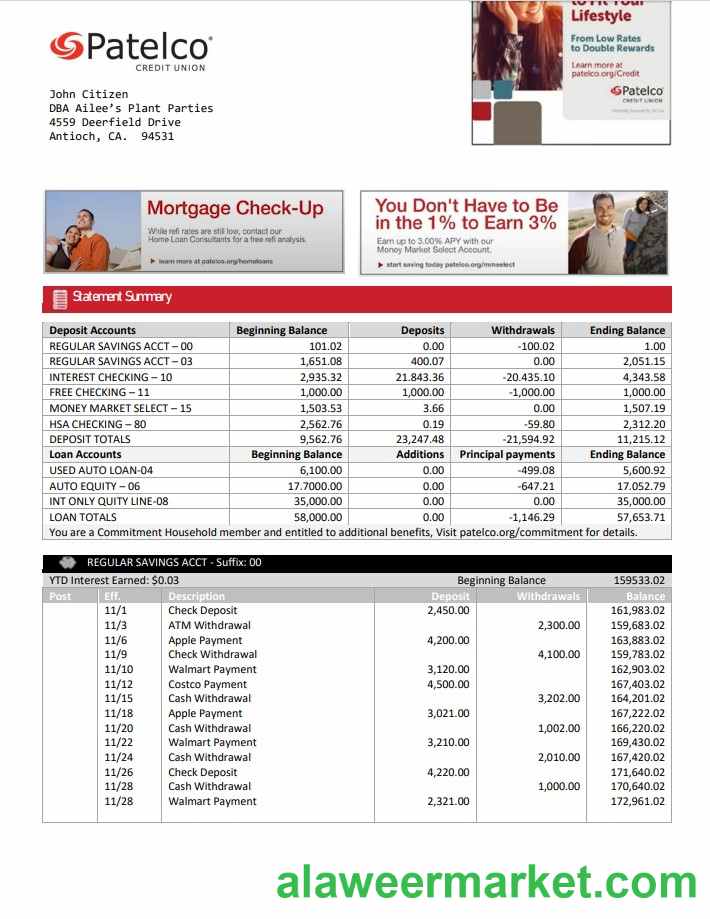 to Fit Your
Lifestyle
From Low Rates
to Double Rewards
Learn more at
patelco.org/Credit
Patelco
CREDIT UNION
Patelco
CREDIT UNION
John Citizen
DBA Ailee's Plant Parties
4559 Deerfield Drive
Antioch, CA. 94531
Mortgage Check-Up
While refi rates are still low, contact our
Home Loan Consultants for a free refi analysis.
learn more at patelco.org/homeloans
You Don't Have to Be
in the 1% to Earn 3%
Earn up to 3.00% APY with our
Money Market Select Account.
start saving today patelco.org/mmselect
Statement Summary
Deposit Accounts Beginning Balance Deposits Withdrawals Ending Balance
REGULAR SAVINGS ACCT – 00 101.02 0.00 -100.02 1.00
REGULAR SAVINGS ACCT – 03 1,651.08 400.07 0.00 2,051.15
INTEREST CHECKING – 10 2,935.32 21.843.36 -20.435.10 4,343.58
FREE CHECKING – 11 1,000.00 1,000.00 -1,000.00 1,000.00
MONEY MARKET SELECT – 15 1,503.53 3.66 0.00 1,507.19
HSA CHECKING – 80 2,562.76 0.19 -59.80 2,312.20
DEPOSIT TOTALS 9,562.76 23,247.48 -21,594.92 11,215.12
Loan Accounts Beginning Balance Additions Principal payments Ending Balance
USED AUTO LOAN-04 6,100.00 0.00 -499.08 5,600.92
AUTO EQUITY – 06 17.7000.00 0.00 -647.21 17.052.79
INT ONLY QUITY LINE-08 35,000.00 0.00 0.00 35,000.00
LOAN TOTALS 58,000.00 0.00 -1,146.29 57,653.71
You are a Commitment Household member and entitled to additional benefits, Visit patelco.org/commitment for details.
REGULAR SAVINGS ACCT - Suffix: 00
YTD Interest Earned: $0.03 Beginning Balance 159533.02
Post Eff. Description Deposit Withdrawals Balance
11/1 Check Deposit 2,450.00 161,983.02
11/3 ATM Withdrawal 2,300.00 159,683.02
11/6 Apple Payment 4,200.00 163,883.02
11/9 Check Withdrawal 4,100.00 159,783.02
11/10 Walmart Payment 3,120.00 162,903.02
11/12 Costco Payment 4,500.00 167,403.02
11/15 Cash Withdrawal 3,202.00 164,201.02
11/18 Apple Payment 3,021.00 167,222.02
11/20 Cash Withdrawal 1,002.00 166,220.02
11/22 Walmart Payment 3,210.00 169,430.02
11/24 Cash Withdrawal 2,010.00 167,420.02
11/26 Check Deposit 4,220.00 171,640.02
11/28 Cash Withdrawal 1,000.00 170,640.02
11/28 Walmart Payment 2,321.00 172,961.02
alaweermarket.com